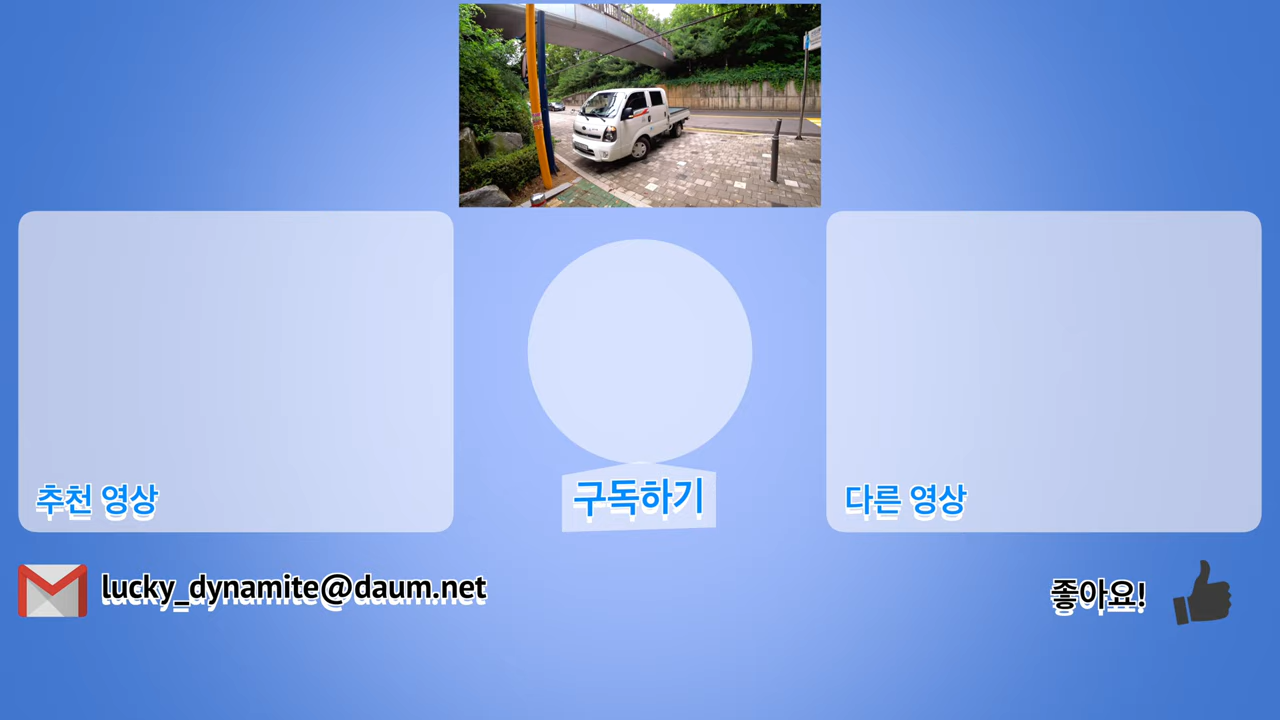 추천 영상
구독하기
다른 영상
lucky_dynamite@daum.net
좋아요!